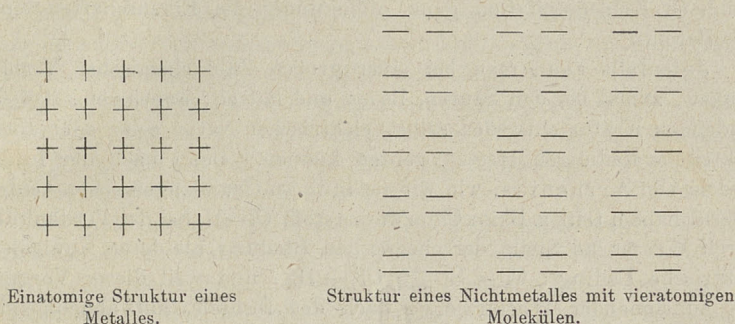 Einatomige Struktur eines
Metalles.
Struktur eines Nichtmetalles mit vieratomigen
Molekülen.